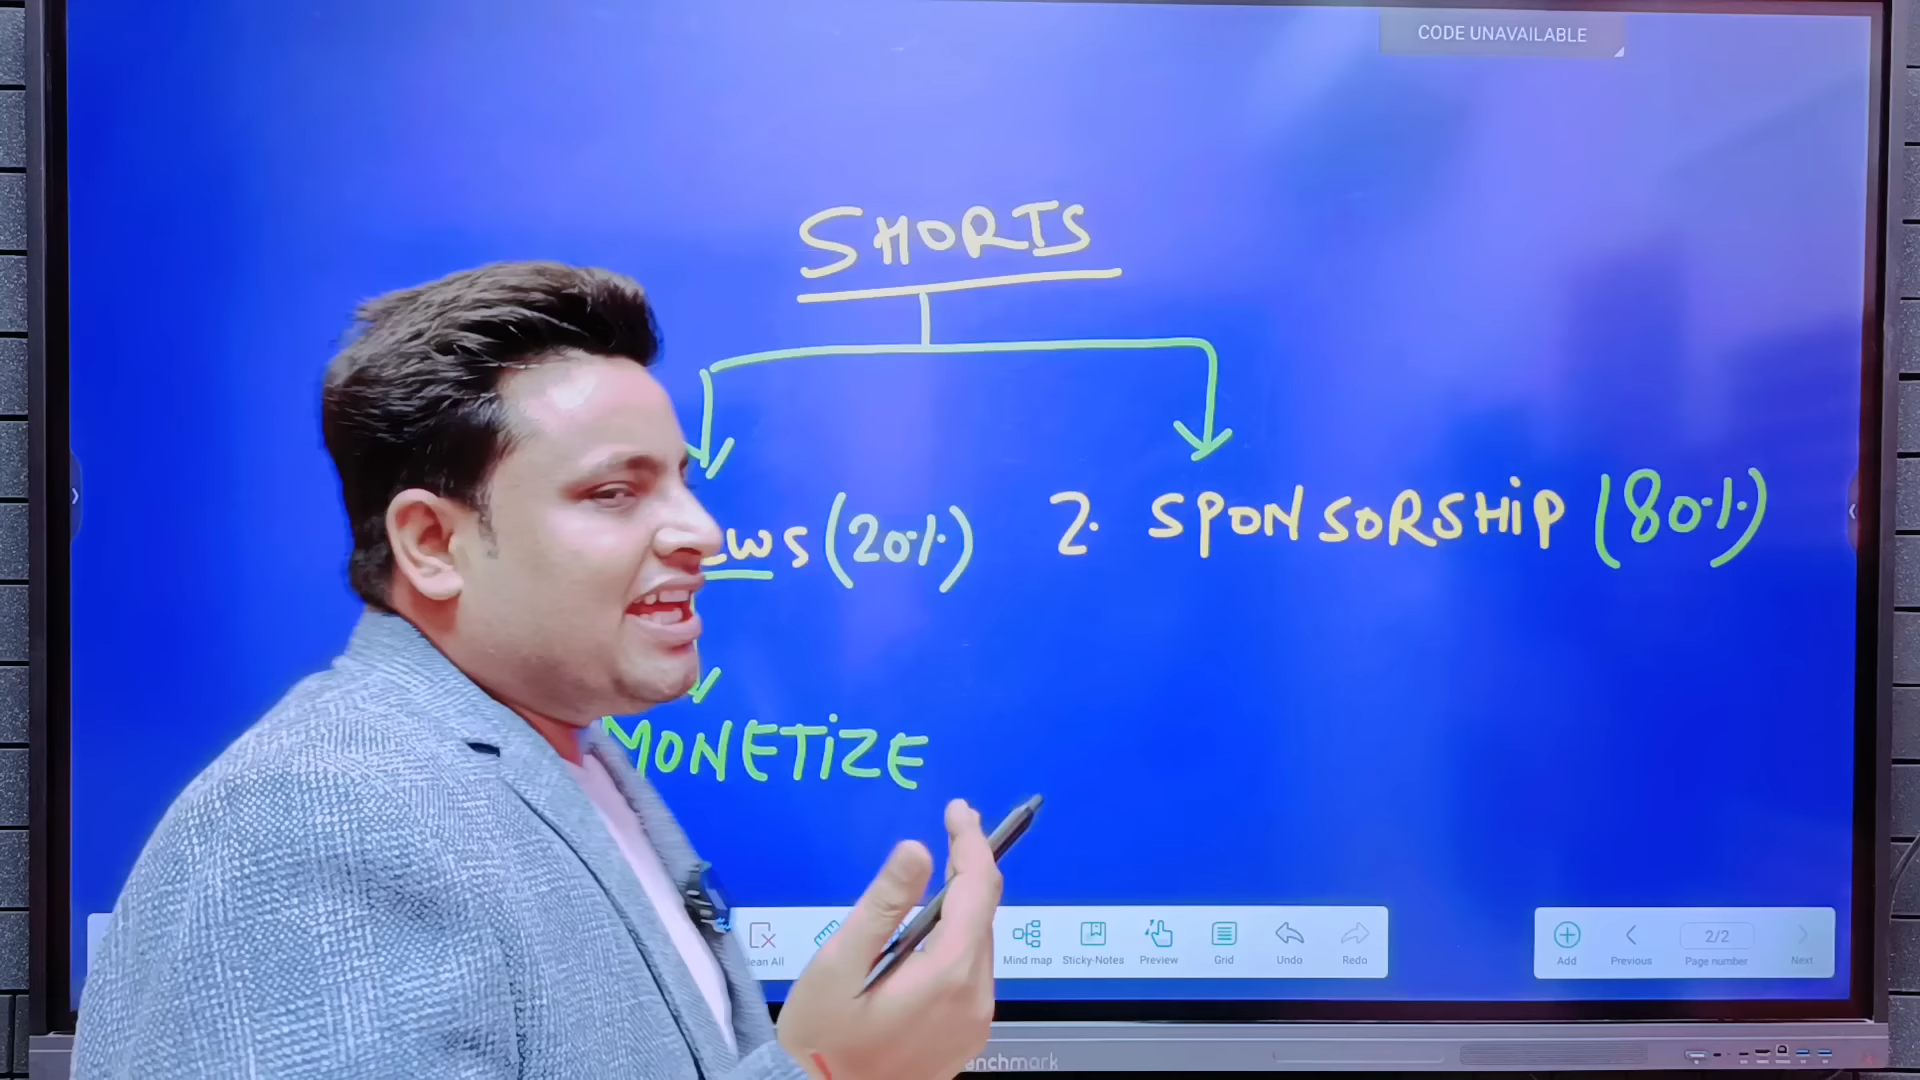 CODE UNAVAILABLE
SHORTS
(20%) 2. SPONSORSHIP (80%)
MONETIZE
Mind map Sticky-Notes Preview Grid Undo Redo
2/2
Add Previous Page number Next